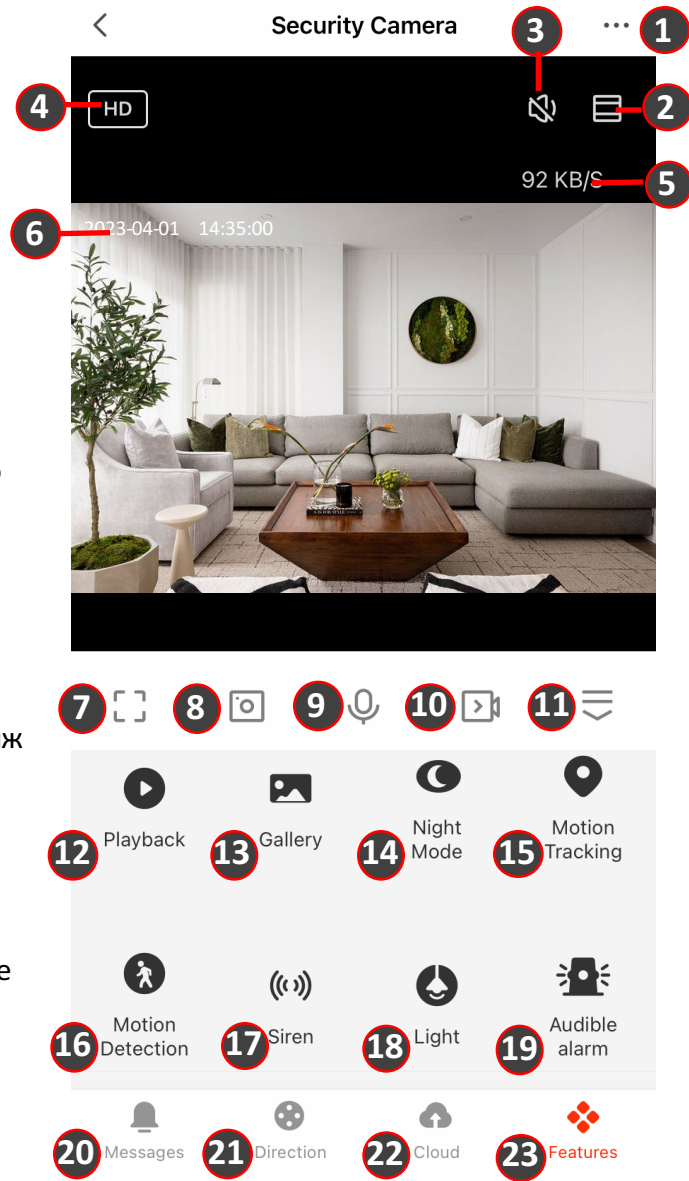 Security Camera
3
1
4
HD
2
92 KB/S
5
6
2023-04-01 14:35:00
7
8
9
10
11
12
Playback
13
Gallery
14
Night
Mode
15
Motion
Tracking
16
Motion
Detection
17
Siren
18
Light
19
Audible
alarm
20
Messages
21
Direction
22
Cloud
23
Features